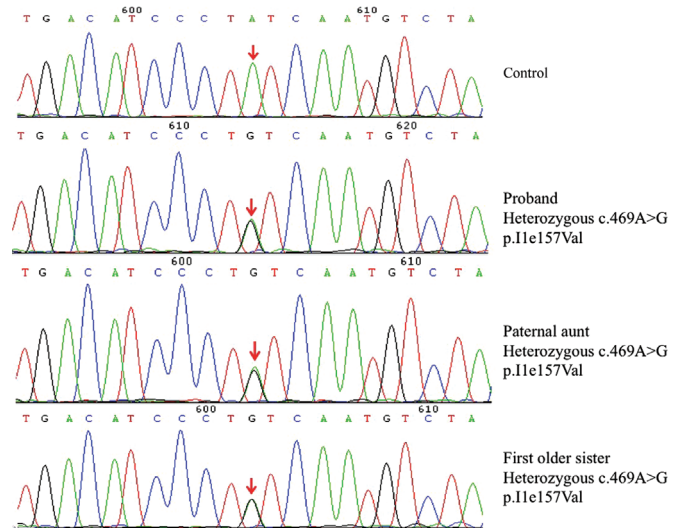 600 610
T G A C A T C C C T A T C A A T G T C T A
Control
610 620
T G A C A T C C C T G T C A A T G T C T A
Proband
Heterozygous c.469A>G
p.I1e157Val
600 610
T G A C A T C C C T G T C A A T G T C T A
Paternal aunt
Heterozygous c.469A>G
p.I1e157Val
600 610
T G A C A T C C C T G T C A A T G T C T A
First older sister
Heterozygous c.469A>G
p.I1e157Val